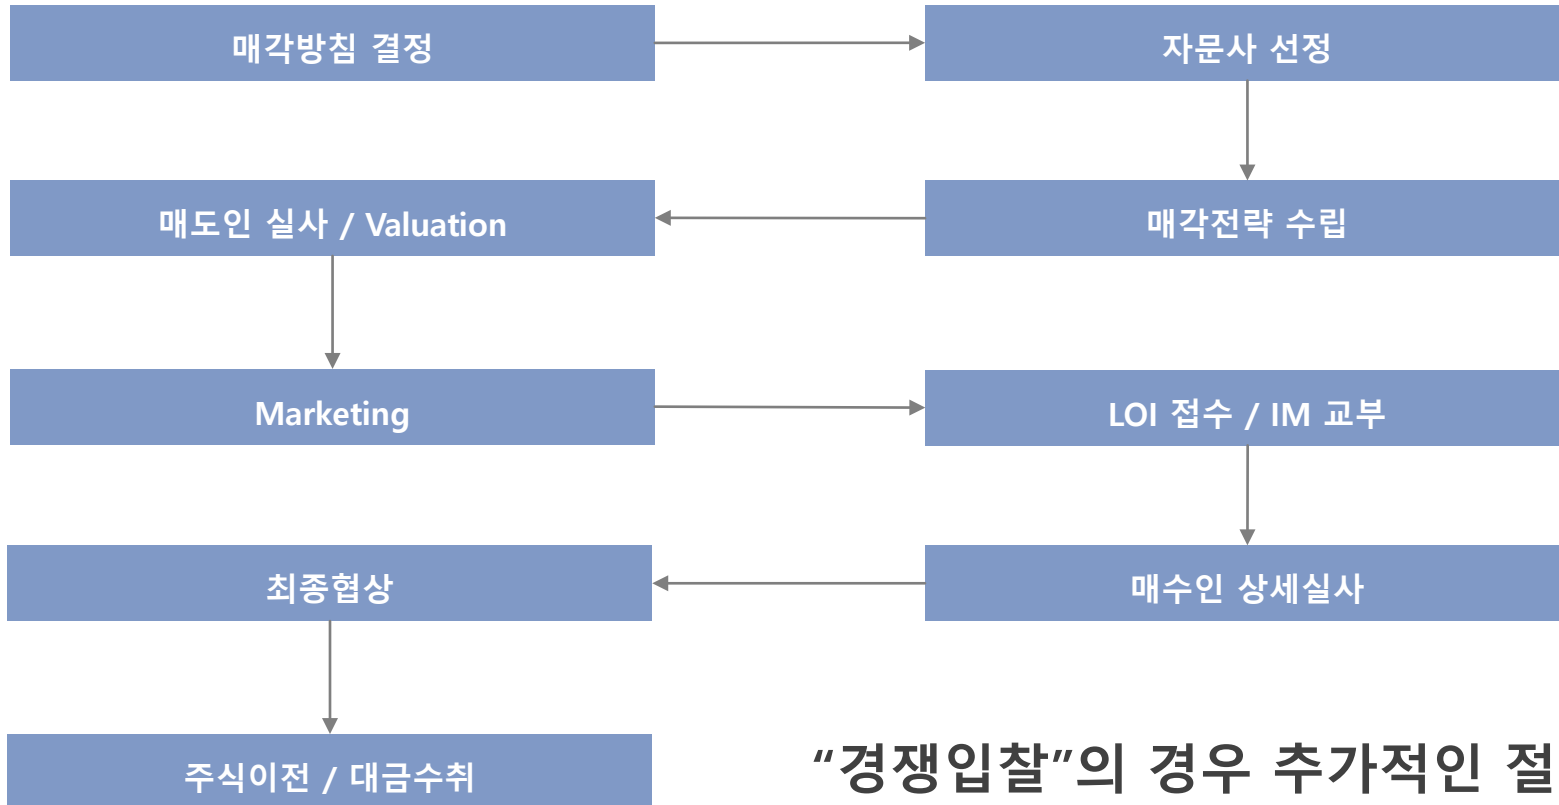 매각방침 결정
자문사 선정
매각전략 수립
매도인 실사 / Valuation
Marketing
LOI 접수 / IM 교부
매수인 상세실사
최종협상
주식이전 / 대금수취
“경쟁입찰”의 경우 추가적인 절